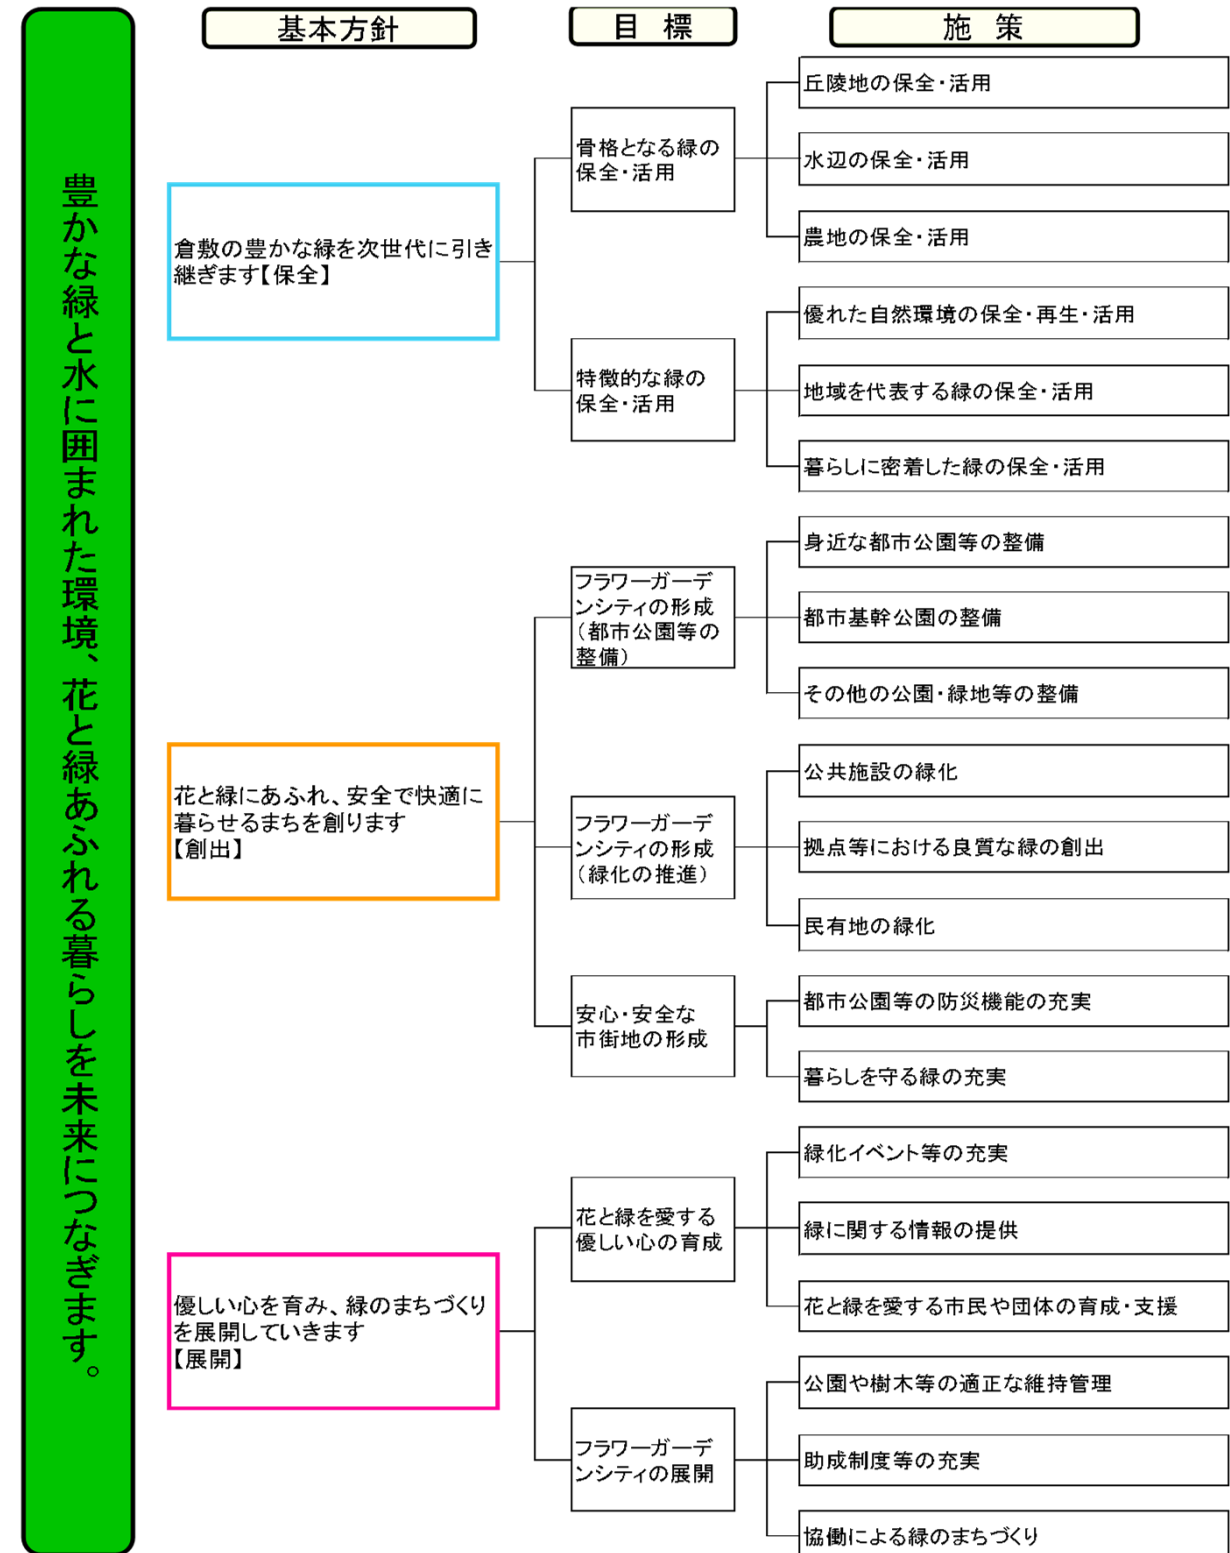 豊かな緑と水に囲まれた環境、花と緑あふれる暮らしを未来につなぎます。
基本方針
目 標
施 策
倉敷の豊かな緑を次世代に引き
継ぎます【保全】
骨格となる緑の
保全・活用
丘陵地の保全・活用
水辺の保全・活用
農地の保全・活用
特徴的な緑の
保全・活用
優れた自然環境の保全・再生・活用
地域を代表する緑の保全・活用
暮らしに密着した緑の保全・活用
花と緑にあふれ、安全で快適に
暮らせるまちを創ります
【創出】
フラワーガーデ
ンシティの形成
（都市公園等の
整備）
身近な都市公園等の整備
都市基幹公園の整備
その他の公園・緑地等の整備
フラワーガーデ
ンシティの形成
（緑化の推進）
公共施設の緑化
拠点等における良質な緑の創出
民有地の緑化
安心・安全な
市街地の形成
都市公園等の防災機能の充実
暮らしを守る緑の充実
優しい心を育み、緑のまちづくり
を展開していきます
【展開】
花と緑を愛する
優しい心の育成
緑化イベント等の充実
緑に関する情報の提供
花と緑を愛する市民や団体の育成・支援
フラワーガーデ
ンシティの展開
公園や樹木等の適正な維持管理
助成制度等の充実
協働による緑のまちづくり